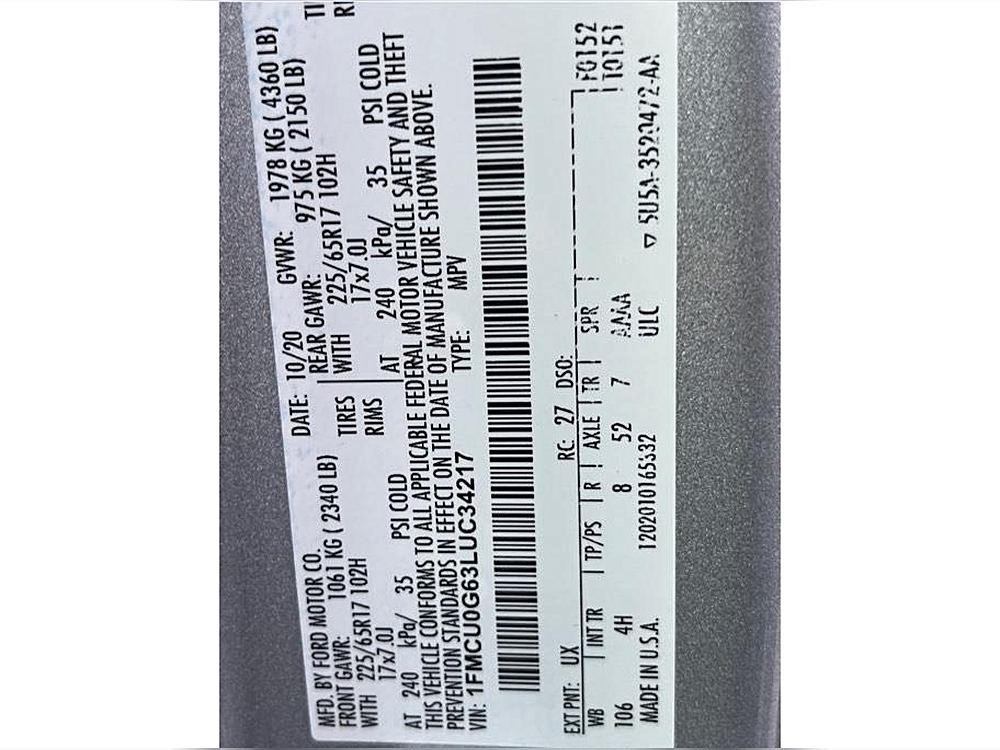 MFD. BY FORD MOTOR CO.
DATE: 10/20 GVWR: 1978 KG ( 4360 LB)
FRONT GAWR: 1061 KG ( 2340 LB) REAR GAWR: 975 KG ( 2150 LB)
WITH 225/65R17 102H TIRES WITH 225/65R17 102H TI
17x7.0J RIMS 17x7.0J RI
AT 240 kPa/ 35 PSI COLD AT 240 kPa/ 35 PSI COLD
THIS VEHICLE CONFORMS TO ALL APPLICABLE FEDERAL MOTOR VEHICLE SAFETY AND THEFT
PREVENTION STANDARDS IN EFFECT ON THE DATE OF MANUFACTURE SHOWN ABOVE.
VIN: 1FMCU0G63LUC34217 TYPE: MPV
EXT PNT: UX RC: 27 DSO: F0152
WB INT TR TP/PS R AXLE TR SPR T0151
106 4H 8 52 7 AAAA
MADE IN U.S.A. ULC 5U5A-3520472-AA